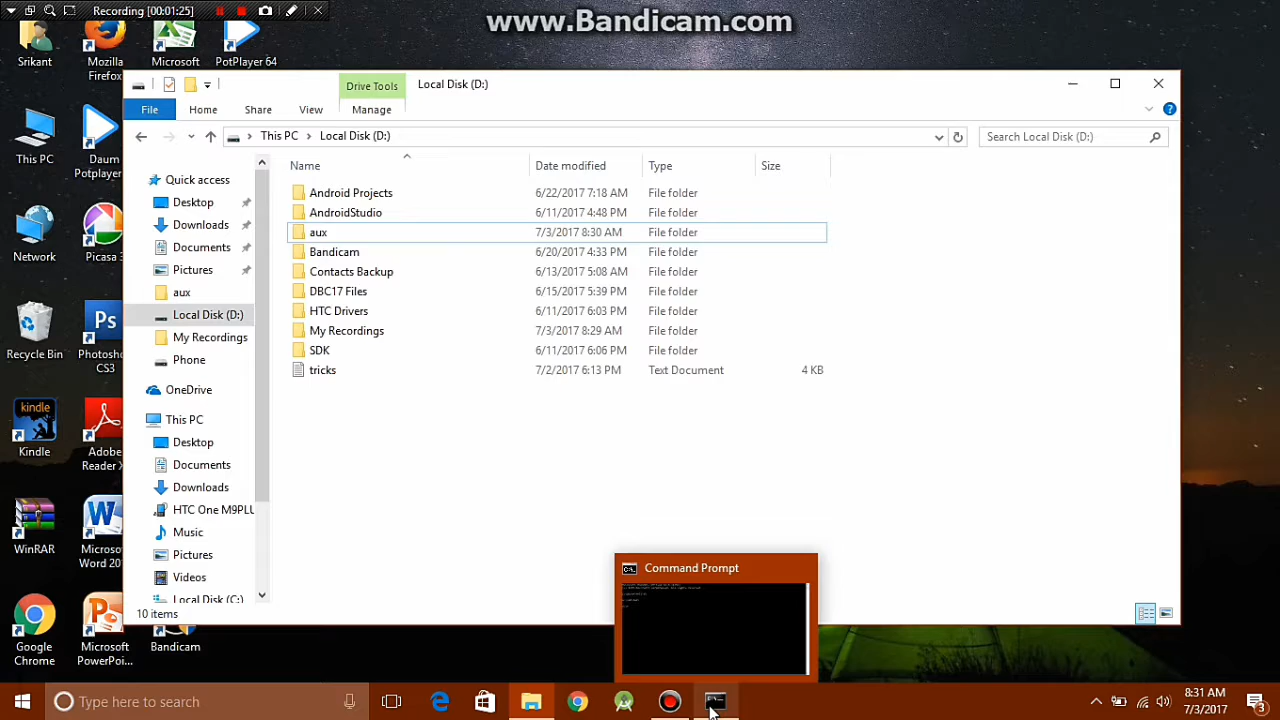 Recording [00:01:25]
www.Bandicam.com
Srikant
Mozilla Firefox
Microsoft
PotPlayer 64
Drive Tools
Local Disk (D:)
File
Home
Share
View
Manage
This PC
Local Disk (D:)
Search Local Disk (D:)
Name
Date modified
Type
Size
Android Projects 6/22/2017 7:18 AM File folder
AndroidStudio 6/11/2017 4:48 PM File folder
aux 7/3/2017 8:30 AM File folder
Bandicam 6/20/2017 4:33 PM File folder
Contacts Backup 6/13/2017 5:08 AM File folder
DBC17 Files 6/15/2017 5:39 PM File folder
HTC Drivers 6/11/2017 6:03 PM File folder
My Recordings 7/3/2017 8:29 AM File folder
SDK 6/11/2017 6:06 PM File folder
tricks 7/2/2017 6:13 PM Text Document 4 KB
Quick access
Desktop
Downloads
Documents
Pictures
aux
Local Disk (D:)
My Recordings
Phone
OneDrive
This PC
Desktop
Documents
Downloads
HTC One M9PLU
Music
Pictures
Videos
Local Disk (C:)
10 items
This PC
Daum
Potplayer
Network
Picasa 3
Recycle Bin
Ps
Photosh
CS3
kindle
Kindle
Adobe
Reader X
WinRAR
Microso
Word 20
Google
Chrome
Microso
PowerPoi...
Bandicam
Command Prompt
Type here to search
8:31 AM
7/3/2017
3